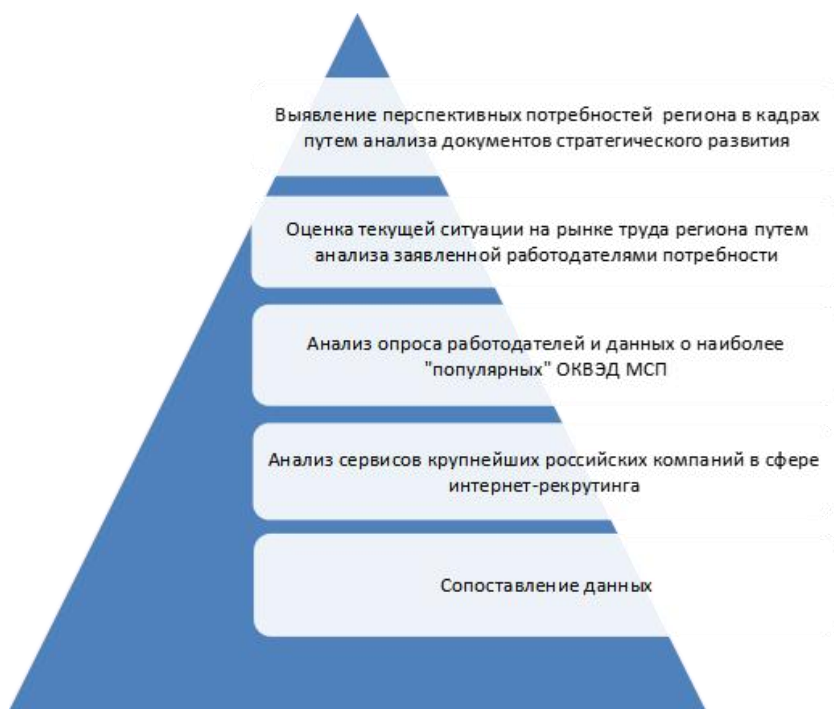 Выявление перспективных потребностей региона в кадрах
путем анализа документов стратегического развития
Оценка текущей ситуации на рынке труда региона путем
анализа заявленной работодателями потребности
Анализ опроса работодателей и данных о наиболее
"популярных" ОКВЭД МСП
Анализ сервисов крупнейших российских компаний в сфере
интернет-рекрутинга
Сопоставление данных